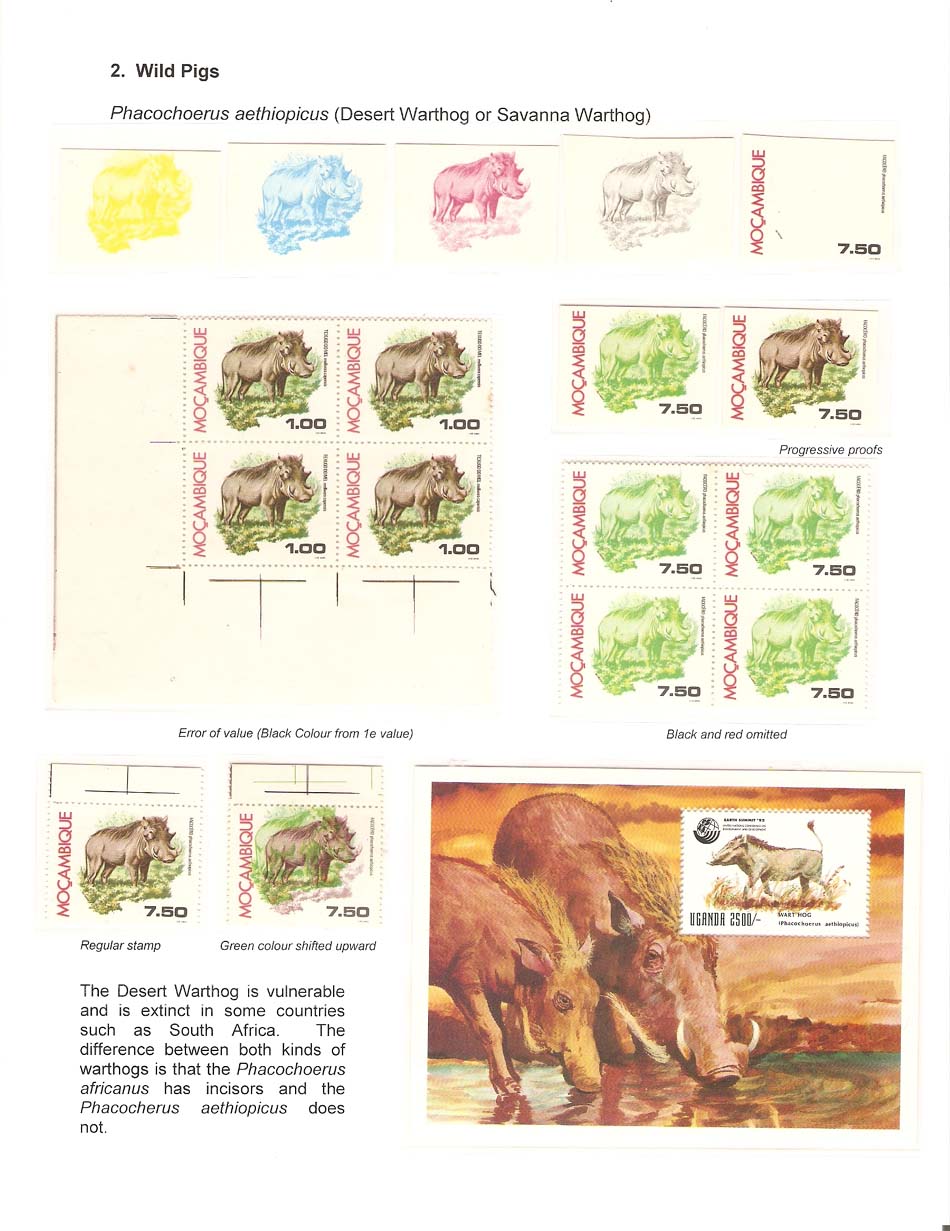 2. Wild Pigs
Phacochoerus aethiopicus (Desert Warthog or Savanna Warthog)
MOÇAMBIQUE
7.50
MOÇAMBIQUE
1.00
MOÇAMBIQUE
1.00
MOÇAMBIQUE
1.00
MOÇAMBIQUE
1.00
MOÇAMBIQUE
7.50
MOÇAMBIQUE
7.50
Progressive proofs
MOÇAMBIQUE
7.50
MOÇAMBIQUE
7.50
MOÇAMBIQUE
7.50
MOÇAMBIQUE
7.50
Error of value (Black Colour from 1e value)
Black and red omitted
MOÇAMBIQUE
7.50
MOÇAMBIQUE
7.50
Regular stamp
Green colour shifted upward
EARTH SUMMIT '92
WART HOG
UGANDA 2500/-
(Phacochoerus aethiopicus)
The Desert Warthog is vulnerable
and is extinct in some countries
such as South Africa. The
difference between both kinds of
warthogs is that the Phacochoerus
africanus has incisors and the
Phacocherus aethiopicus does
not.